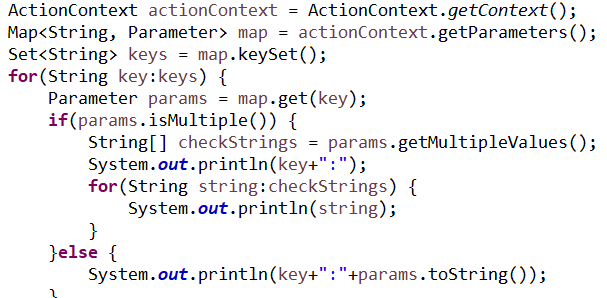 ActionContext actionContext = ActionContext.getContext();
Map<String, Parameter> map = actionContext.getParameters();
Set<String> keys = map.keySet();
for(String key:keys) {
    Parameter params = map.get(key);
    if(params.isMultiple()) {
        String[] checkStrings = params.getMultipleValues();
        System.out.println(key+":");
        for(String string:checkStrings) {
            System.out.println(string);
        }
    }else {
        System.out.println(key+":"+params.toString());
    }